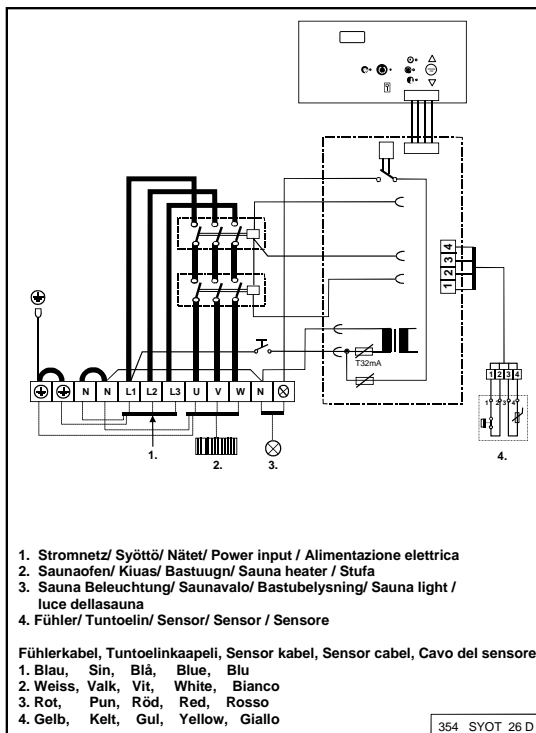 T32mA
4
3
2
1
N N L1 L2 L3 U V W N
1 2 3 4
1 2 3 4
1. 2. 3. 4.
1. Stromnetz/ Syöttö/ Nätet/ Power input / Alimentazione elettrica
2. Saunaofen/ Kiuas/ Bastuugn/ Sauna heater / Stufa
3. Sauna Beleuchtung/ Saunavalo/ Bastubelysning/ Sauna light /
luce dellasauna
4. Fühler/ Tuntoelin/ Sensor/ Sensor / Sensore
Fühlerkabel, Tuntoelinkaapeli, Sensor kabel, Sensor cabel, Cavo del sensore
1. Blau, Sin, Blå, Blue, Blu
2. Weiss, Valk, Vit, White, Bianco
3. Rot, Pun, Röd, Red, Rosso
4. Gelb, Kelt, Gul, Yellow, Giallo
354 SYOT 26 D